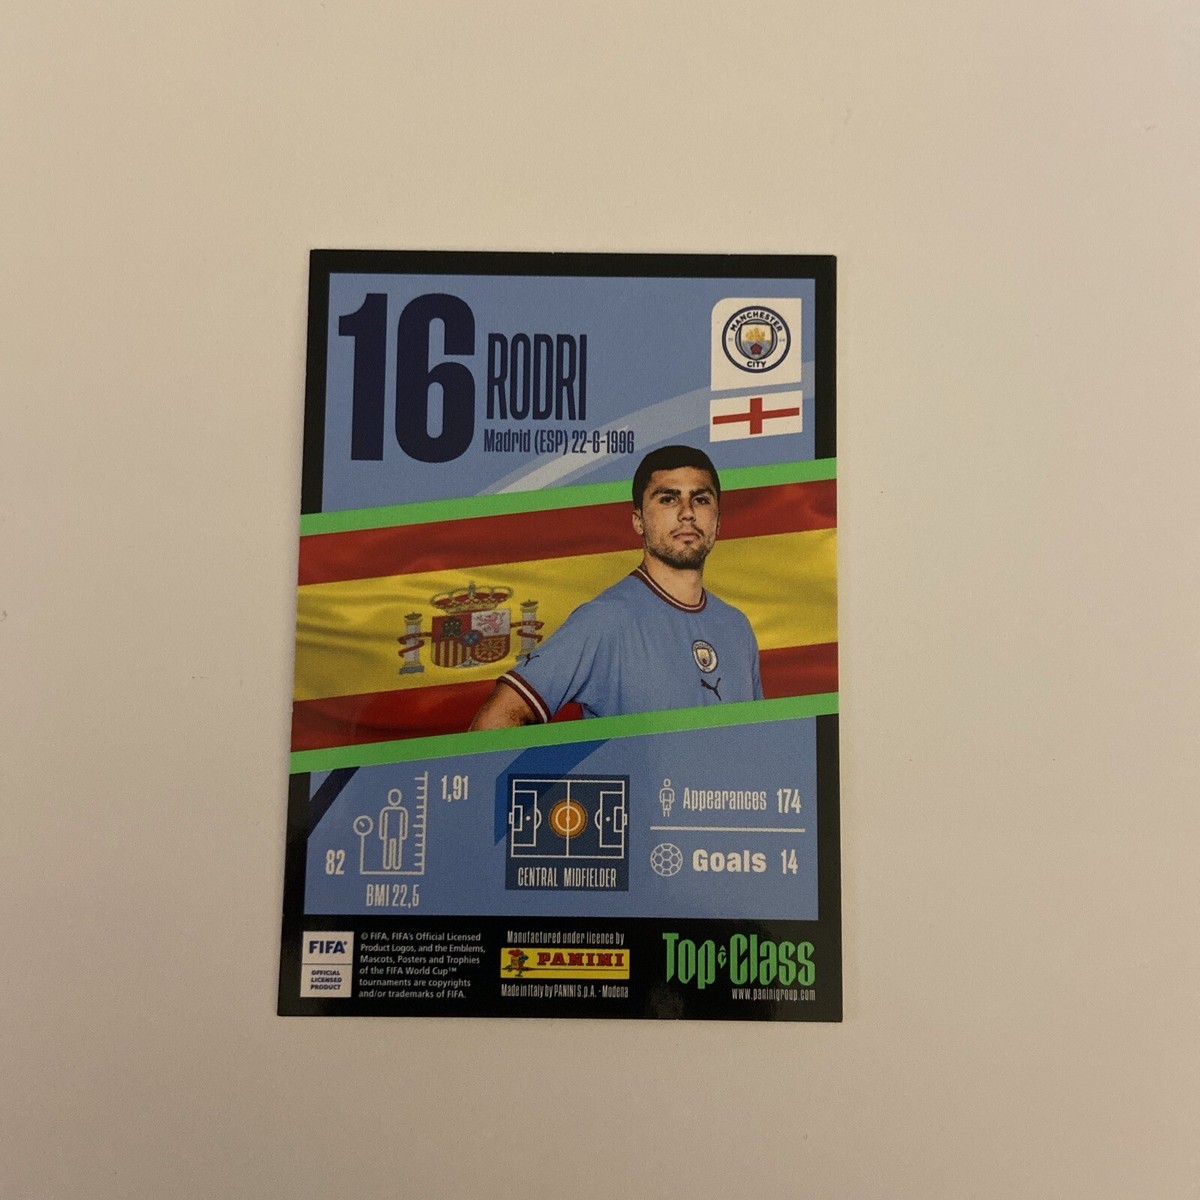 16
RODRI
Madrid (ESP) 22-6-1996
MANCHESTER
CITY
1,91
82
BMI 22,5
CENTRAL MIDFIELDER
Appearances 174
Goals 14
FIFA®
OFFICIAL
LICENSED
PRODUCT
© FIFA, FIFA's Official Licensed
Product Logos, and the Emblems,
Mascots, Posters and Trophies
of the FIFA World Cup™
tournaments are copyrights
and/or trademarks of FIFA.
Manufactured under licence by
PANINI
Made in Italy by PANINI S.p.A. - Modena
Top Class
www.paninigroup.com